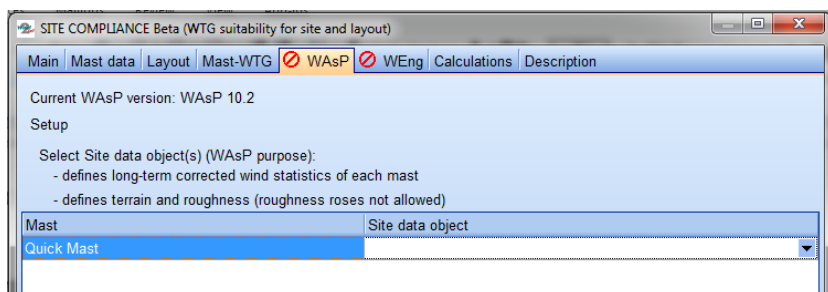 SITE COMPLIANCE Beta (WTG suitability for site and layout)
Main Mast data Layout Mast-WTG WAsP WEng Calculations Description
Current WAsP version: WAsP 10.2
Setup
Select Site data object(s) (WAsP purpose):
- defines long-term corrected wind statistics of each mast
- defines terrain and roughness (roughness roses not allowed)
Mast Site data object
Quick Mast